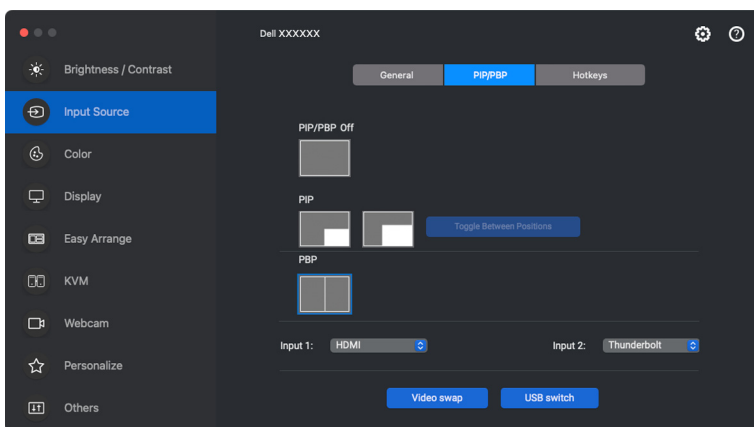 Dell XXXXXX
Brightness / Contrast
Input Source
Color
Display
Easy Arrange
KVM
Webcam
Personalize
Others
General PIP/PBP Hotkeys
PIP/PBP Off
PIP
Toggle Between Positions
PBP
Input 1: HDMI Input 2: Thunderbolt
Video swap USB switch